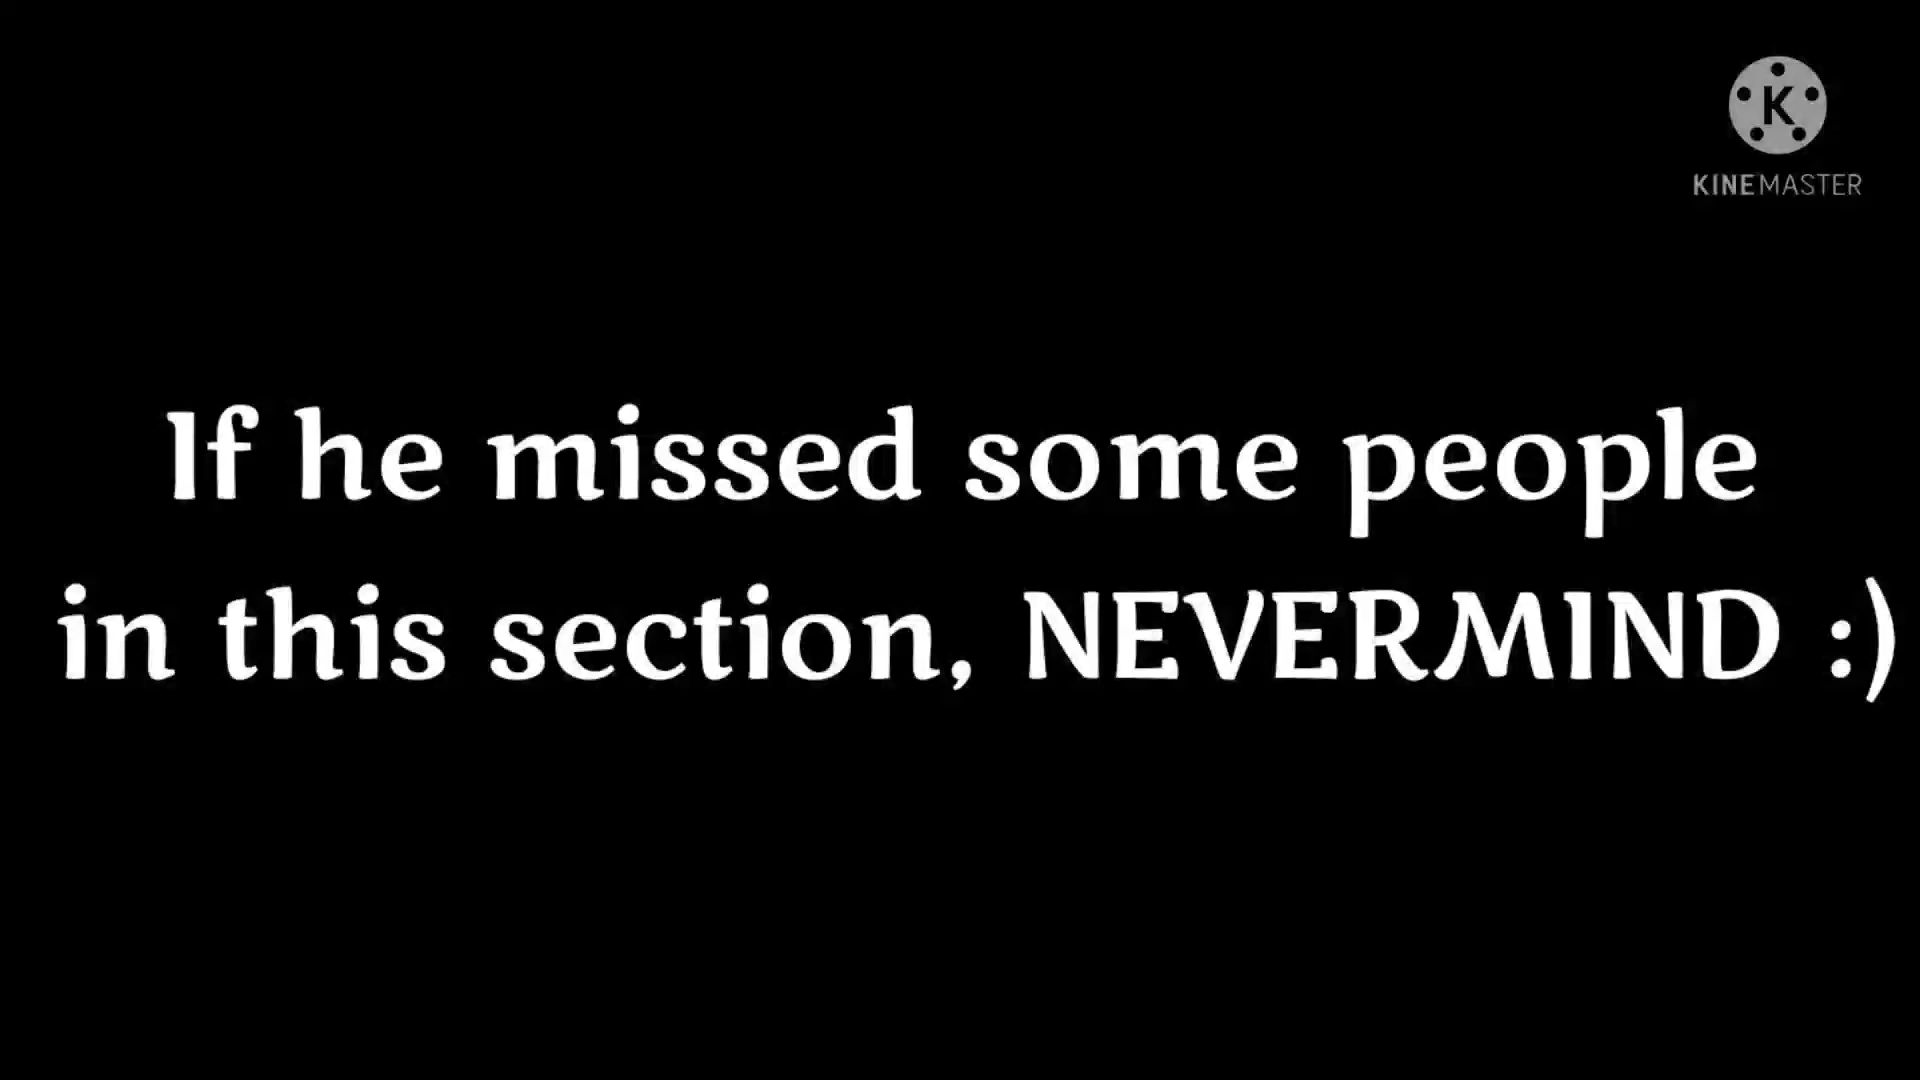 K
KINEMASTER
If he missed some people
in this section, NEVERMIND :)